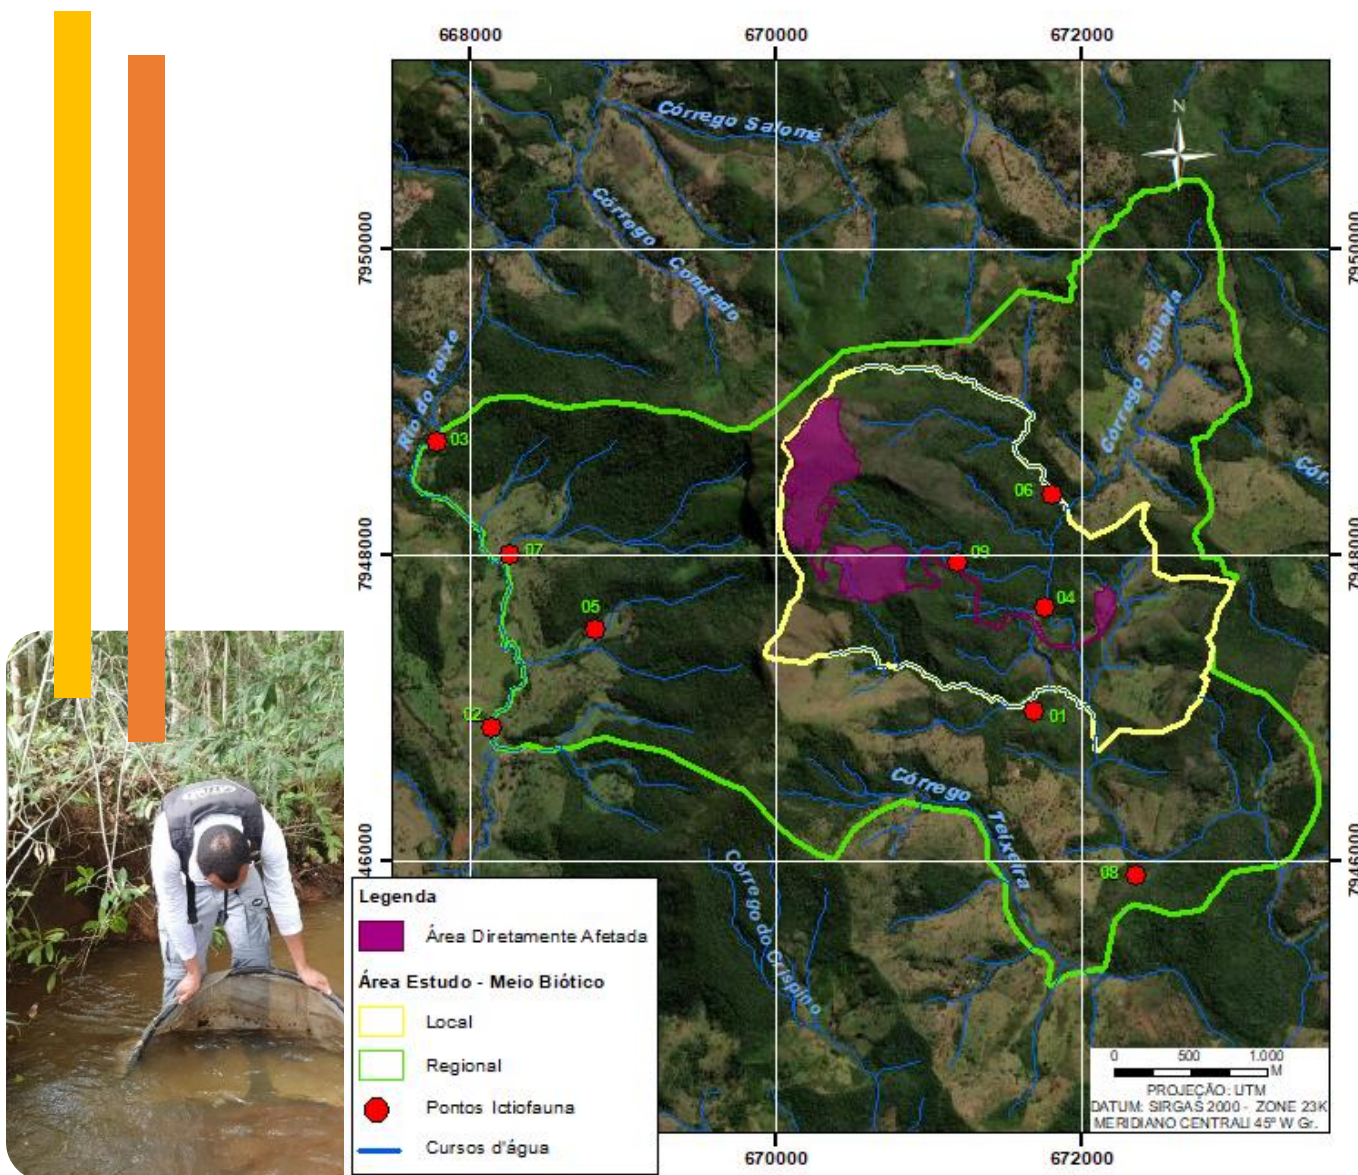 668000 670000 672000
N
Córrego Salomé
Córrego Condado
7950000 7950000
Córrego Siqueira
Rio do Peixe
03
Cór
06
7948000 7948000
07
09
05
04
02
01
Córrego Teixeira
7946000 7946000
08
Córrego do Crispino
Legenda
Área Diretamente Afetada
Área Estudo - Meio Biótico
Local
Regional
Pontos Ictiofauna
Cursos d'água
0 500 1.000
M
PROJEÇÃO: UTM
DATUM: SIRGAS 2000 - ZONE 23K
MERIDIANO CENTRAL: 45º W Gr.
670000 672000